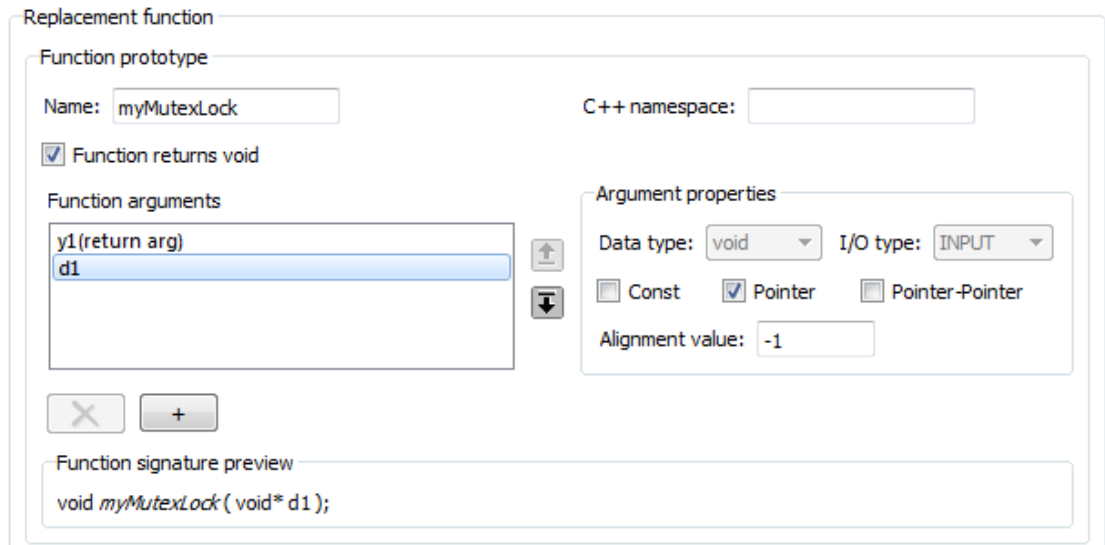 Replacement function
Function prototype
Name: myMutexLock C++ namespace:
Function returns void
Function arguments
Argument properties
y1(return arg)
d1
Data type: void I/O type: INPUT
Const Pointer Pointer-Pointer
Alignment value: -1
+
Function signature preview
void myMutexLock ( void* d1 );